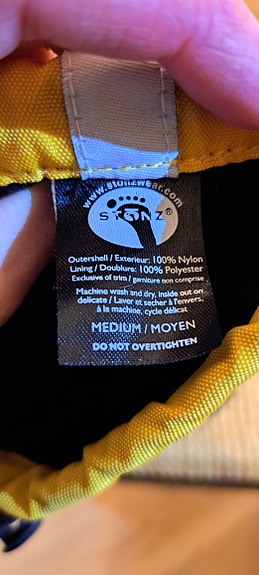 www.stonzwear.com
STONZ®
Outershell / Exterieur: 100% Nylon
Lining / Doublure: 100% Polyester
Exclusive of trim / garniture non comprise
Machine wash and dry, inside out on
delicate / Laver et secher à l'envers,
à la machine, cycle délicat
MEDIUM / MOYEN
DO NOT OVERTIGHTEN